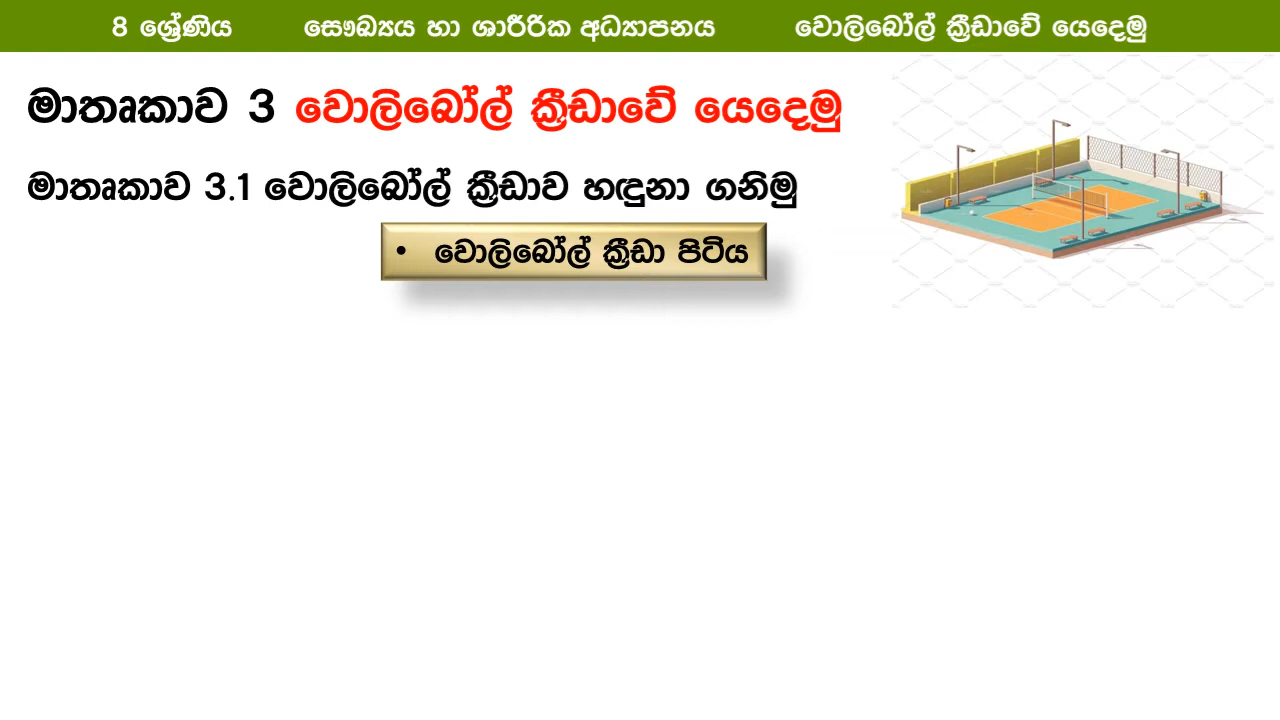 8 ශ්‍රේණිය සෞඛ්‍යය හා ශාරීරික අධ්‍යාපනය වොලිබෝල් ක්‍රීඩාවේ යෙදෙමු
මාතෘකාව 3 වොලිබෝල් ක්‍රීඩාවේ යෙදෙමු
මාතෘකාව 3.1 වොලිබෝල් ක්‍රීඩාව හඳුනා ගනිමු
• වොලිබෝල් ක්‍රීඩා පිටිය